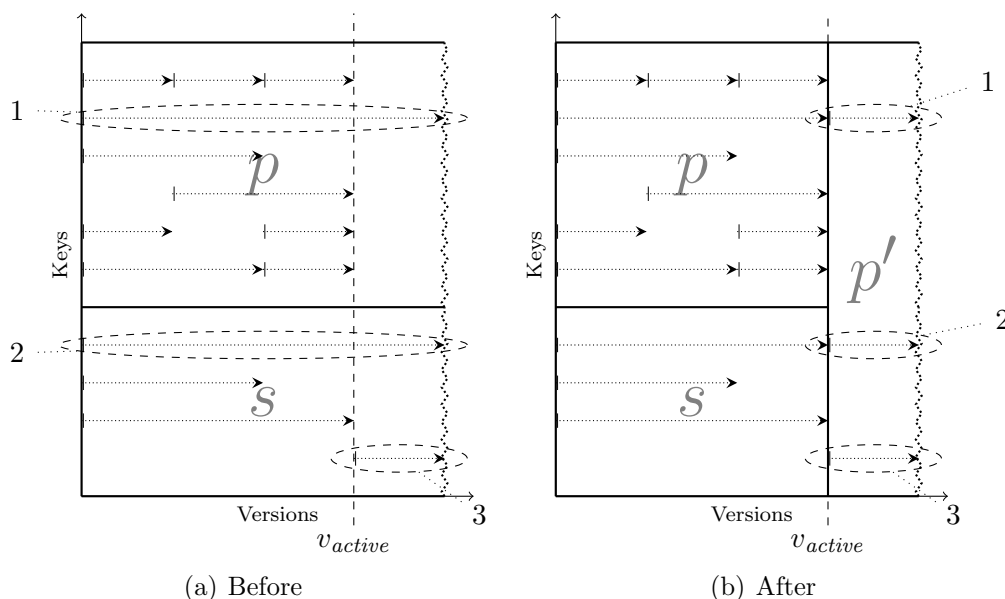 1
p
Keys
2
s
3
Versions
v_active
(a) Before
1
p
Keys
p′
2
s
3
Versions
v_active
(b) After